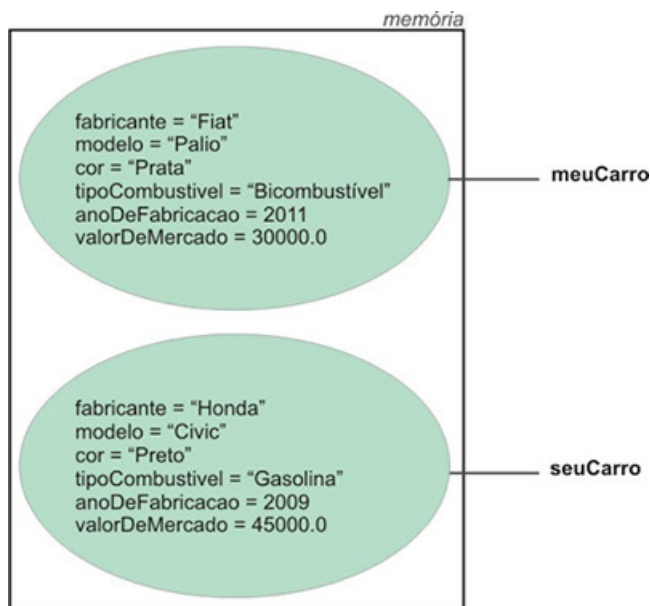 memória
fabricante = “Fiat”
modelo = “Palio”
cor = “Prata”
tipoCombustivel = “Bicombustível”
anoDeFabricacao = 2011
valorDeMercado = 30000.0
meuCarro
fabricante = “Honda”
modelo = “Civic”
cor = “Preto”
tipoCombustivel = “Gasolina”
anoDeFabricacao = 2009
valorDeMercado = 45000.0
seuCarro